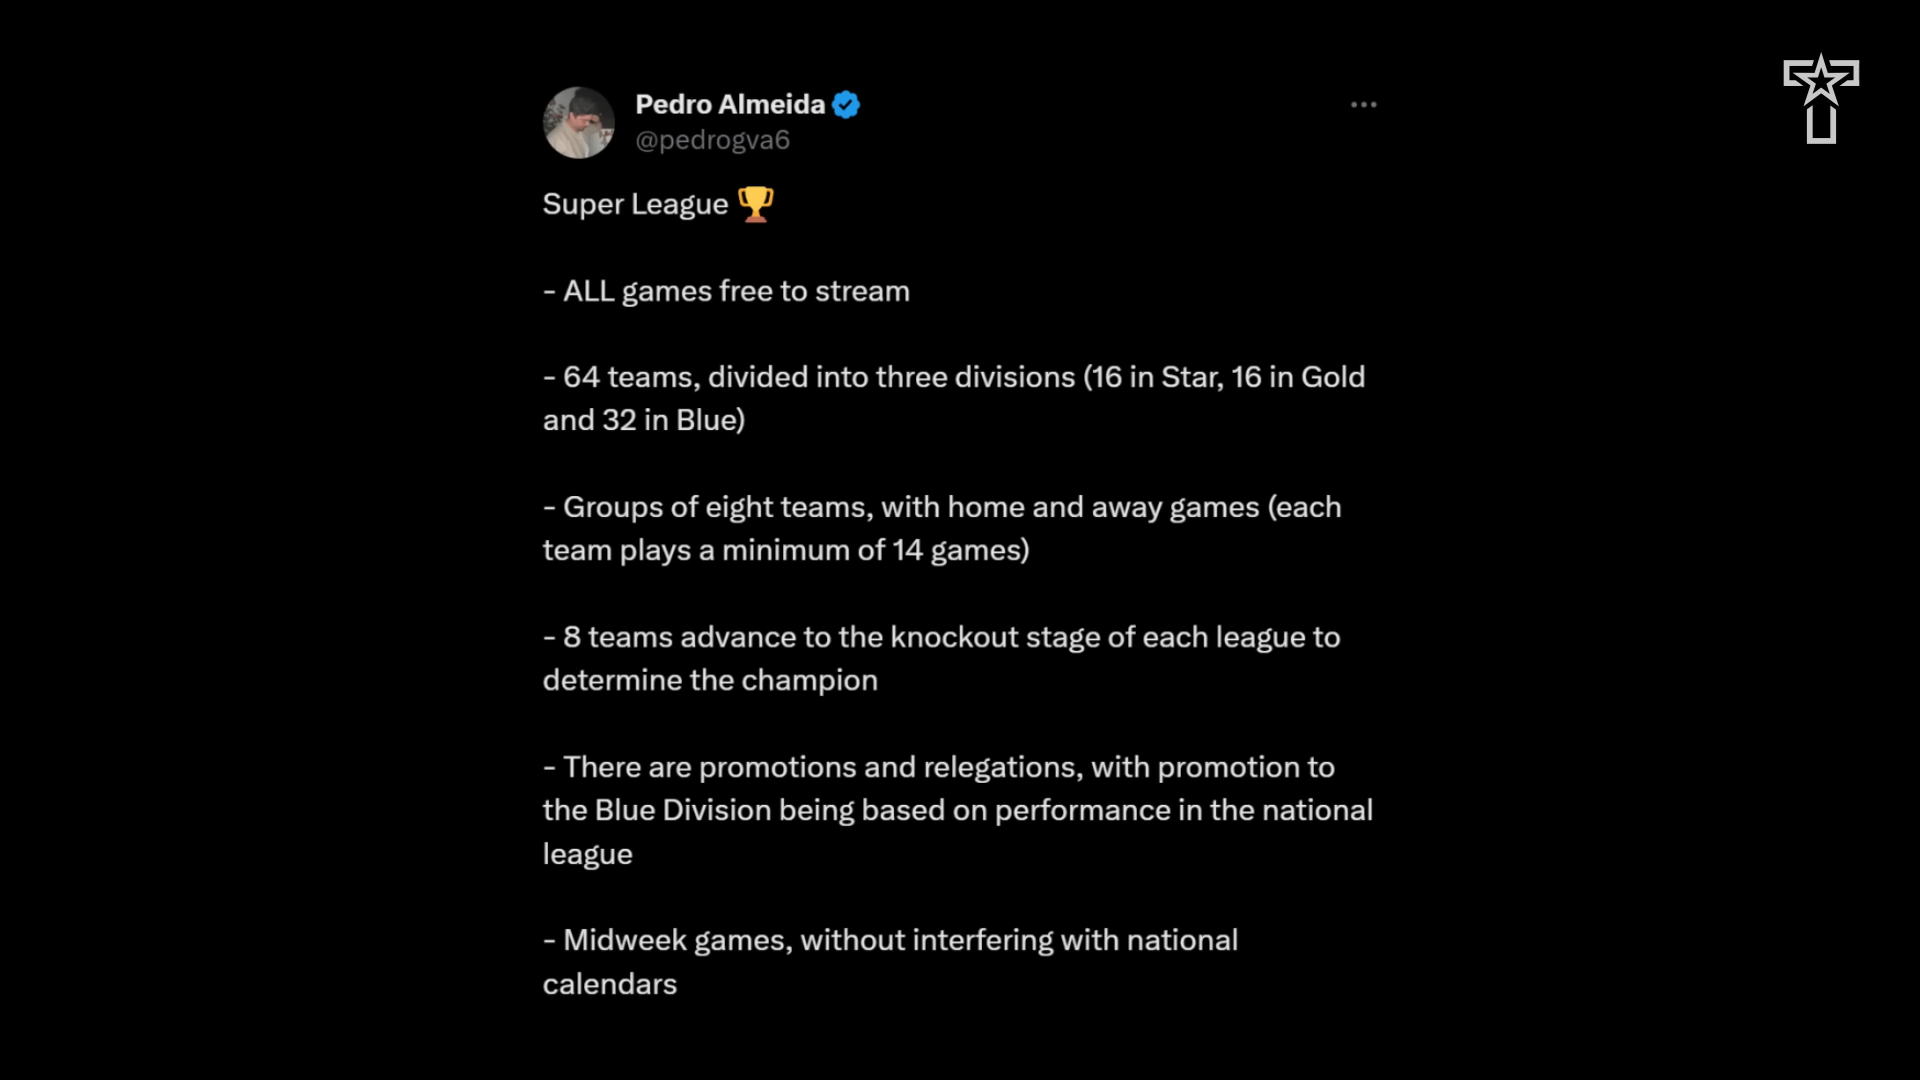 Pedro Almeida
@pedrogva6
Super League 🏆
- ALL games free to stream
- 64 teams, divided into three divisions (16 in Star, 16 in Gold
and 32 in Blue)
- Groups of eight teams, with home and away games (each
team plays a minimum of 14 games)
- 8 teams advance to the knockout stage of each league to
determine the champion
- There are promotions and relegations, with promotion to
the Blue Division being based on performance in the national
league
- Midweek games, without interfering with national
calendars